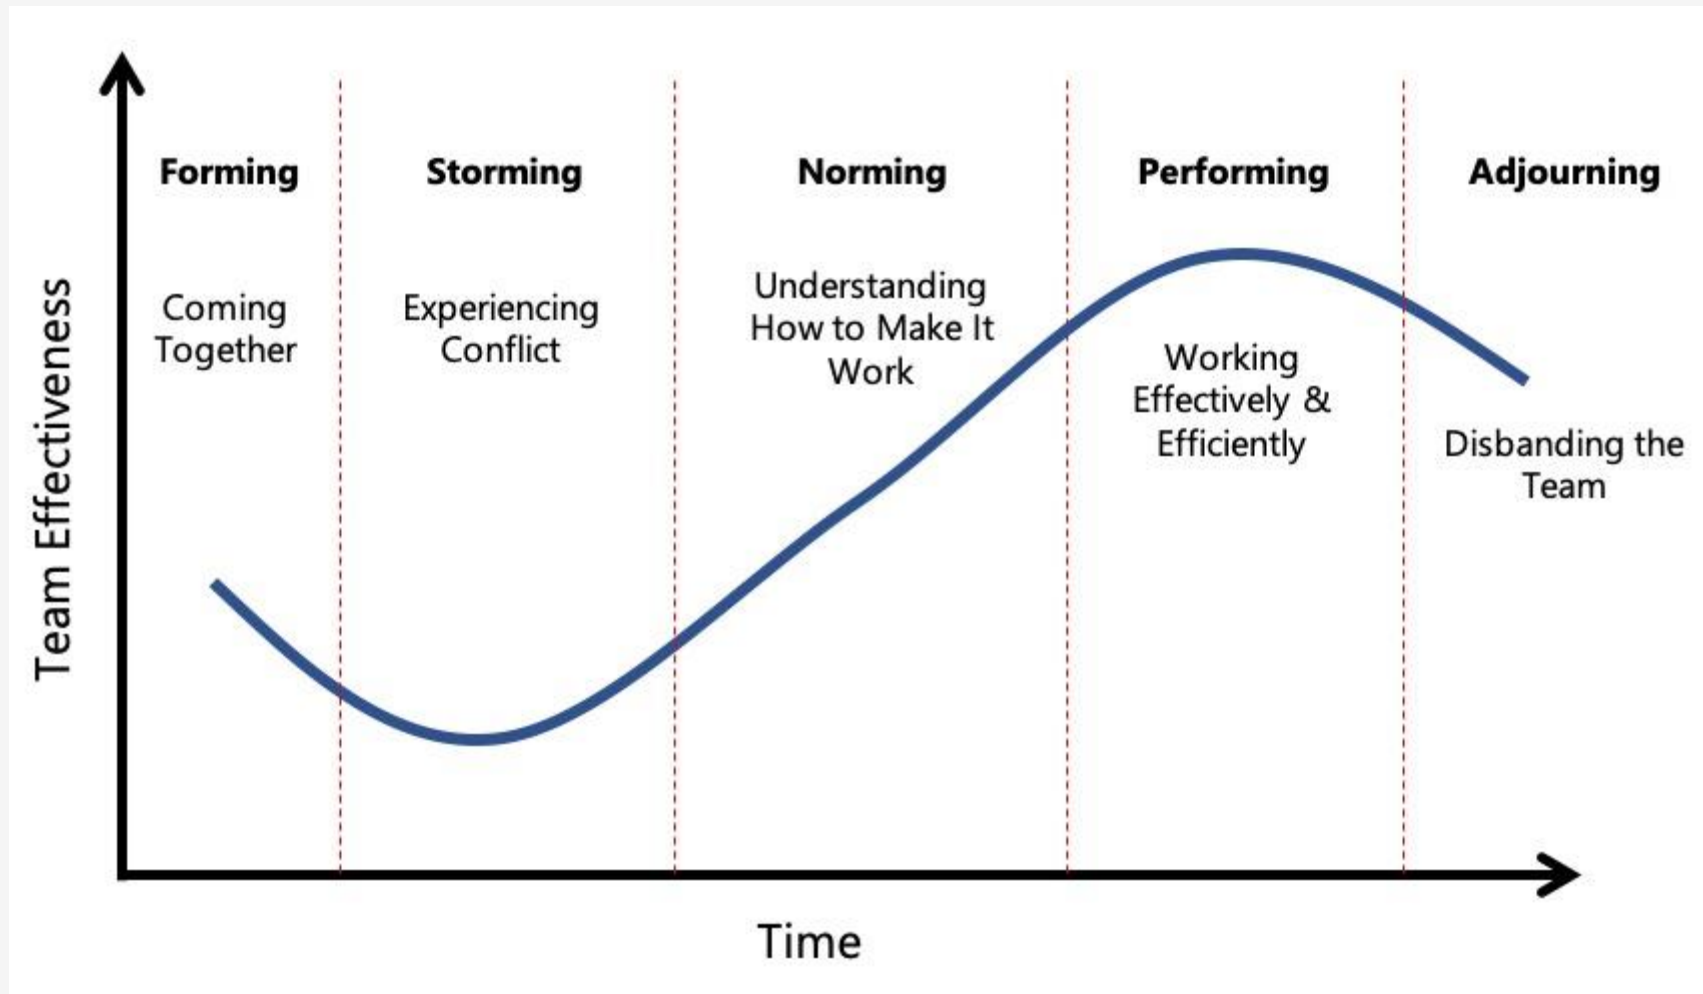 Forming
Storming
Norming
Performing
Adjourning
Coming
Together
Experiencing
Conflict
Understanding
How to Make It
Work
Working
Effectively &
Efficiently
Disbanding the
Team
Team Effectiveness
Time